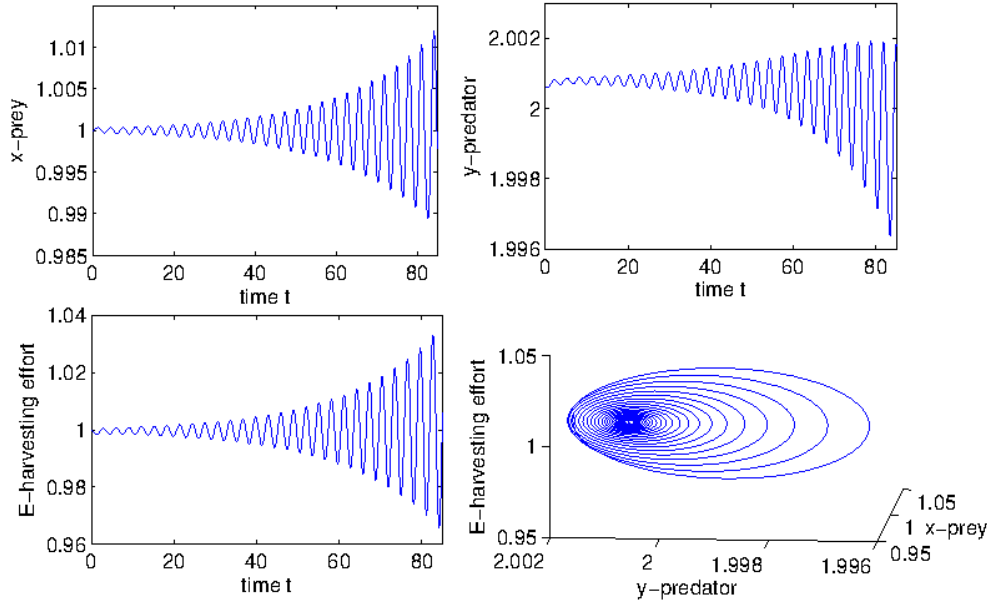 1.01
1.005
1
0.995
0.99
0.985
x−prey
0 20 40 60 80
time t
2.002
2
1.998
1.996
y−predator
0 20 40 60 80
time t
1.04
1.02
1
0.98
0.96
E−harvesting effort
0 20 40 60 80
time t
1.05
1
0.95
E−harvesting effort
2.002 2 1.998 1.996
y−predator
1.05
1
0.95
x−prey